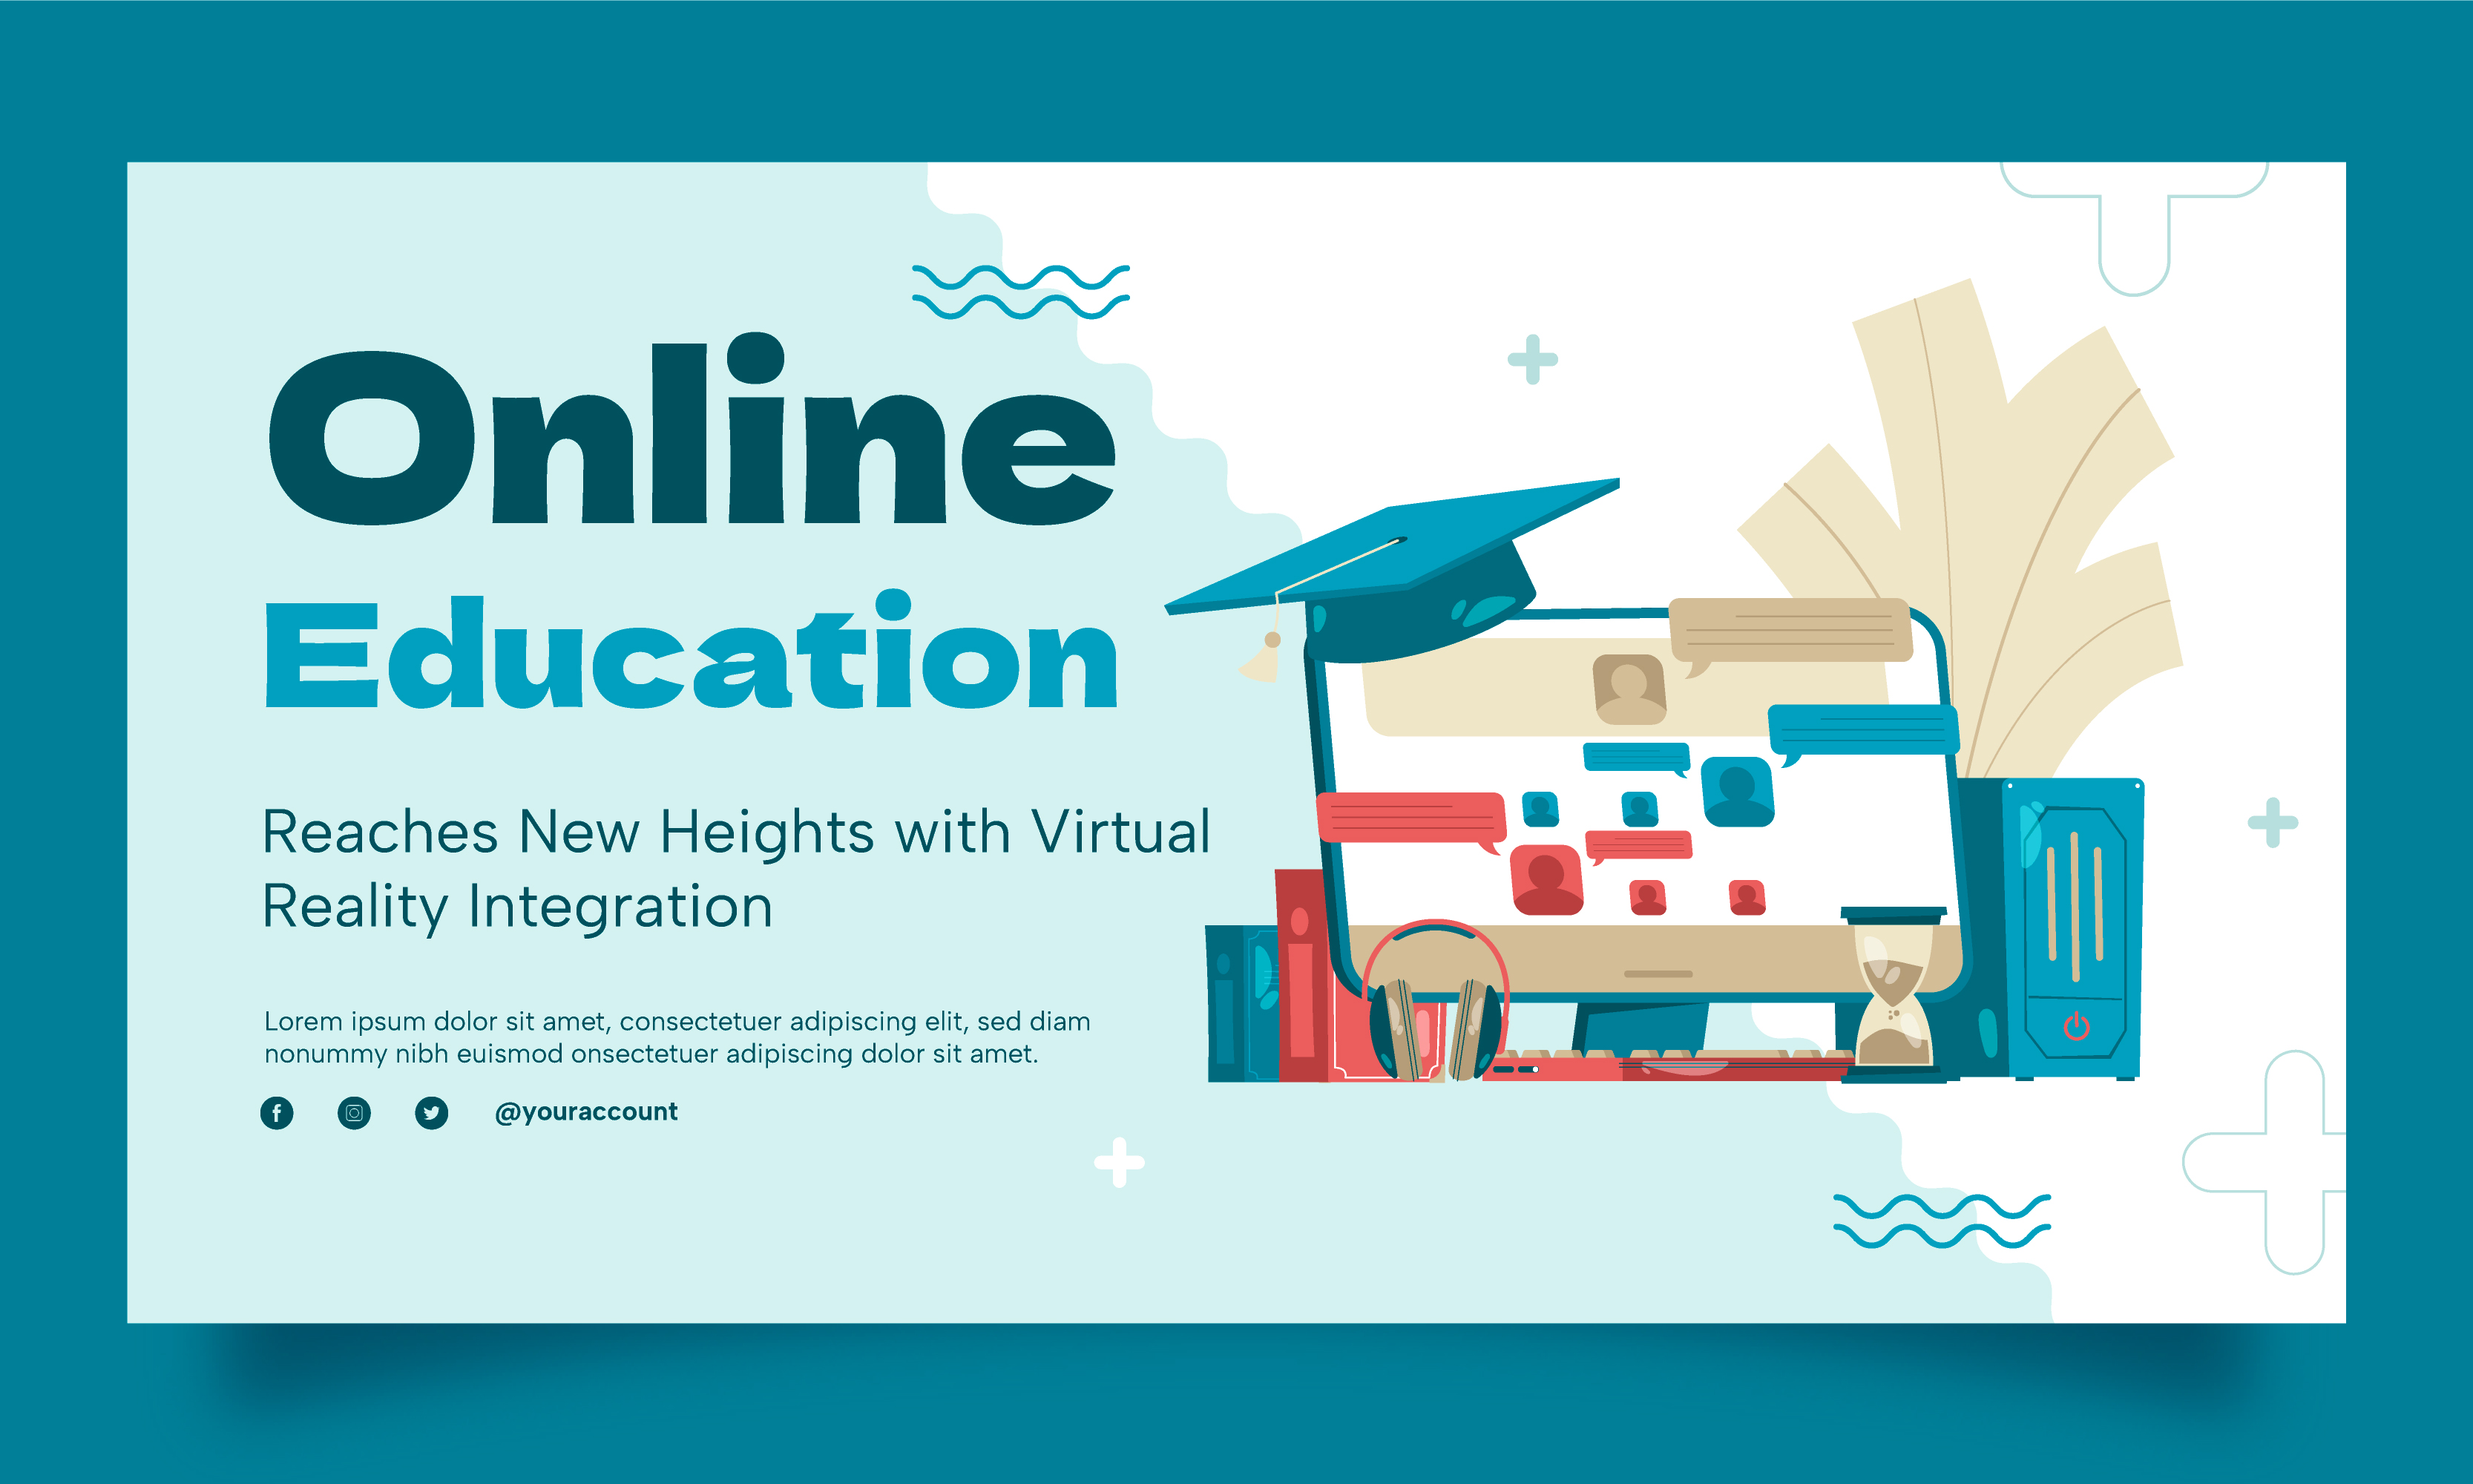 Online
Education
Reaches New Heights with Virtual
Reality Integration
Lorem ipsum dolor sit amet, consectetuer adipiscing elit, sed diam
nonummy nibh euismod onsectetuer adipiscing dolor sit amet.
@youraccount